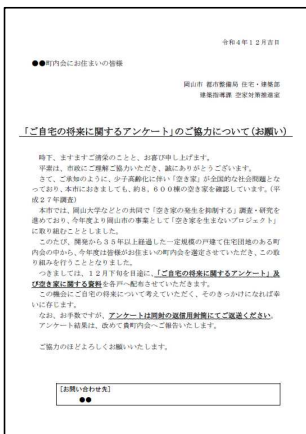 令和4年12月吉日
●●町内会にお住まいの皆様
岡山市 都市整備局 住宅・建築部
建築指導課 空家対策推進室
「ご自宅の将来に関するアンケート」のご協力について(お願い)
時下、ますますご清栄のことと、お喜び申し上げます。
平素は、市政にご理解ご協力いただき、誠にありがとうございます。
さて、ご承知のように、少子高齢化に伴い「空き家」が全国的な社会問題とな
っており、本市におきましても、約8,600棟の空き家を確認しています。(平
成27年調査)
本市では、岡山大学などとの共同で「空き家の発生を抑制する」調査・研究を
進めており、今年度より岡山市の事業として「空き家を生まないプロジェクト」
に取り組むこととしました。
このたび、開発から35年以上経過した一定規模の戸建て住宅団地のある町
内会の中から、今年度は皆様がお住まいの町内会を選定させていただき、この取
り組みを行うこととなりました。
つきましては、12月下旬を目途に、「ご自宅の将来に関するアンケート」及
び空き家に関する資料を各戸へ配布させていただきます。
この機会にご自宅の将来について考えていただく、そのきっかけになれば幸
いに存じます。
なお、お手数ですが、アンケートは同封の返信用封筒にてご返送ください。
アンケート結果は、改めて貴町内会へご報告いたします。
ご協力のほどよろしくお願いいたします。
[お問い合わせ先]
●●